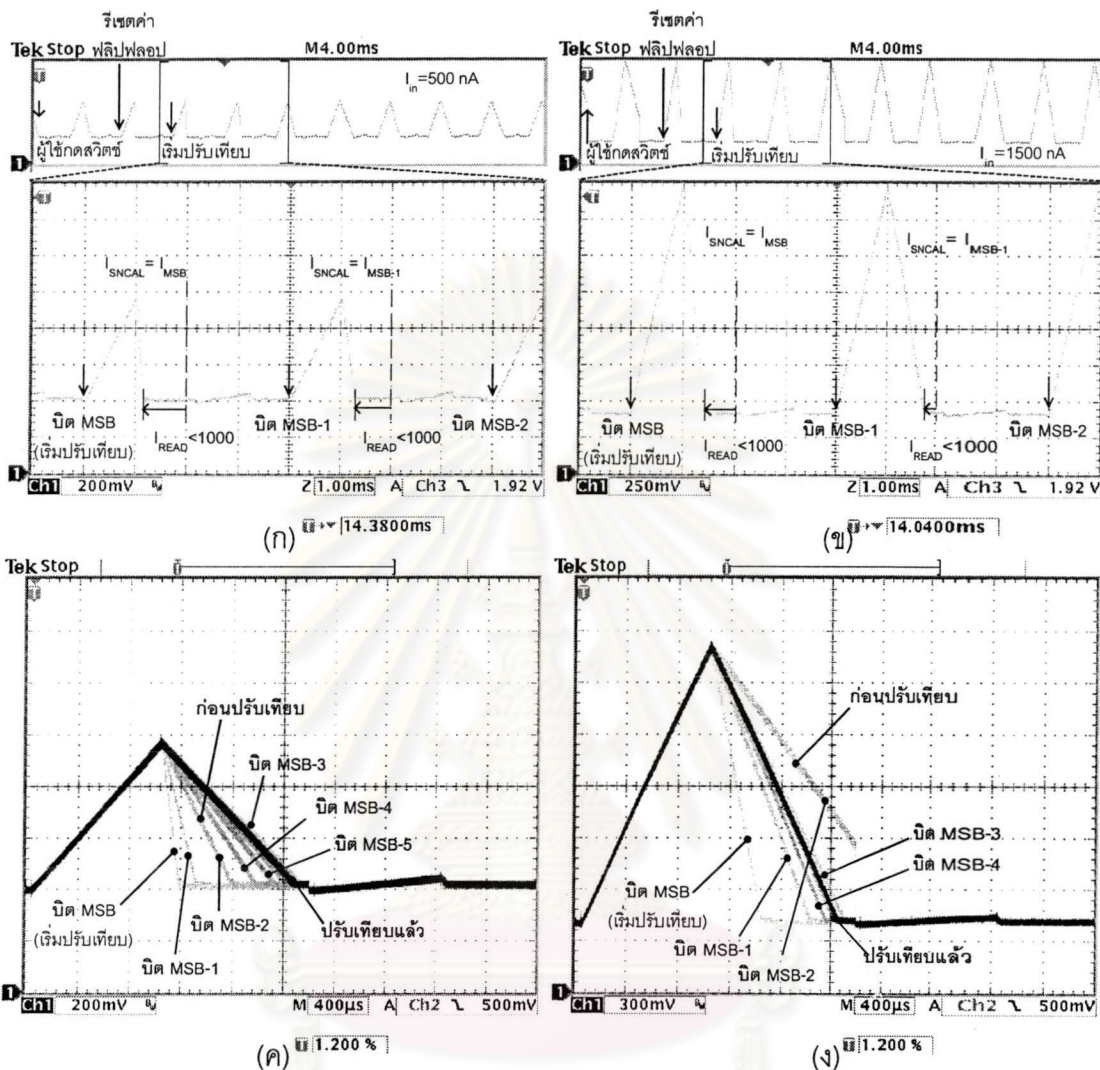 รีเซตค่า
Tek Stop ฟลิปฟลอป M4.00ms
I_in=500 nA
ผู้ใช้กดสวิตซ์
เริ่มปรับเทียบ
1
I_SNCAL = I_MSB
I_SNCAL = I_MSB-1
บิต MSB
(เริ่มปรับเทียบ)
I_READ<1000
บิต MSB-1
I_READ<1000
บิต MSB-2
1
Ch1 200mV Z 1.00ms A Ch3 1.92 V
(ก) 14.3800ms
รีเซตค่า
Tek Stop ฟลิปฟลอป M4.00ms
ผู้ใช้กดสวิตซ์
เริ่มปรับเทียบ
I_in=1500 nA
1
I_SNCAL = I_MSB
I_SNCAL = I_MSB-1
บิต MSB
(เริ่มปรับเทียบ)
I_READ<1000
บิต MSB-1
I_READ<1000
บิต MSB-2
1
Ch1 250mV Z 1.00ms A Ch3 1.92 V
(ข) 14.0400ms
Tek Stop
ก่อนปรับเทียบ
บิต MSB-3
บิต MSB-4
บิต MSB-5
บิต MSB
(เริ่มปรับเทียบ)
บิต MSB-2
ปรับเทียบแล้ว
บิต MSB-1
1
Ch1 200mV M 400µs A Ch2 500mV
(ค) 1.200 %
Tek Stop
ก่อนปรับเทียบ
บิต MSB-3
บิต MSB-4
บิต MSB
(เริ่มปรับเทียบ)
บิต MSB-1
บิต MSB-2
ปรับเทียบแล้ว
1
Ch1 300mV M 400µs A Ch2 500mV
(ง) 1.200 %